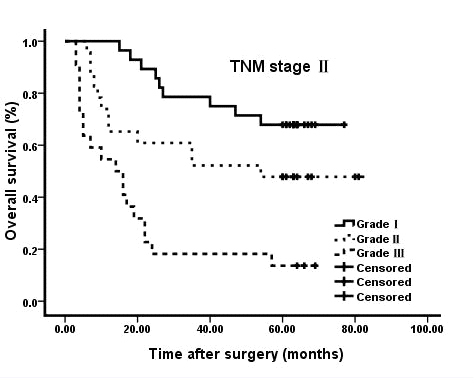 TNM stage II
Overall survival (%)
1.0
0.8
0.6
0.4
0.2
0.0
Grade I
Grade II
Grade III
Censored
Censored
Censored
0.00 20.00 40.00 60.00 80.00 100.00
Time after surgery (months)